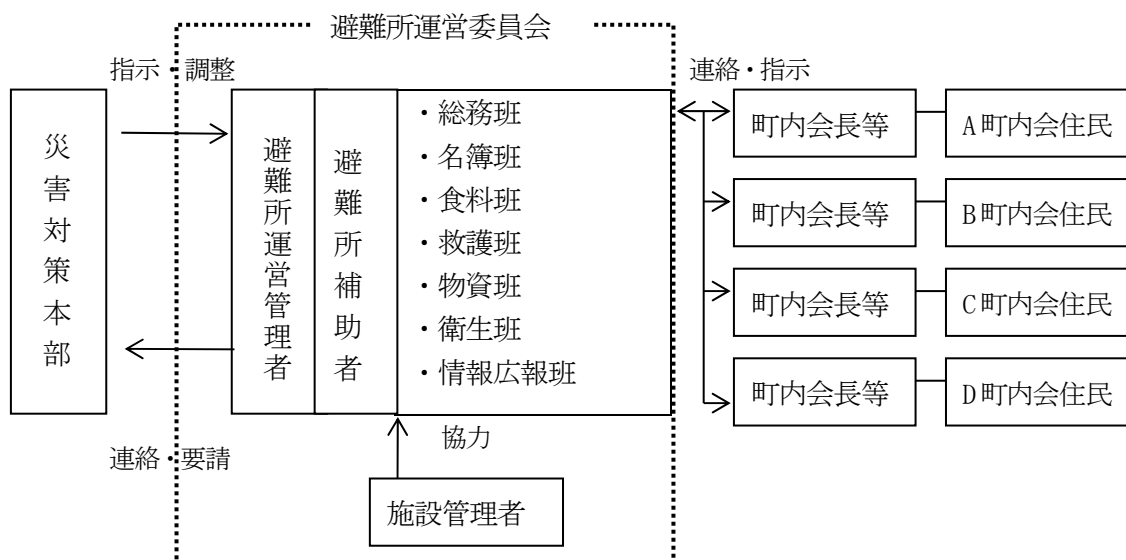 避難所運営委員会
指示・調整
連絡・指示
災害対策本部
避難所運営管理者
避難所補助者
・総務班
・名簿班
・食料班
・救護班
・物資班
・衛生班
・情報広報班
町内会長等
A町内会住民
町内会長等
B町内会住民
町内会長等
C町内会住民
町内会長等
D町内会住民
連絡・要請
協力
施設管理者